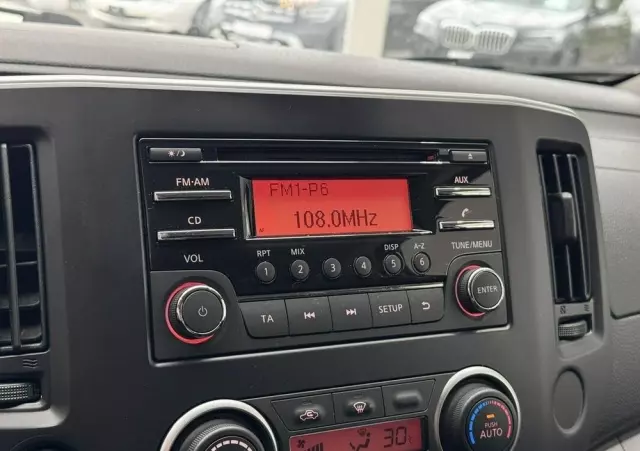 FM·AM
CD
VOL
FM1-P6
108.0MHz
AUX
TUNE/MENU
RPT MIX DISP A-Z
1 2 3 4 5 6
ENTER
TA
SETUP
30
PUSH
AUTO